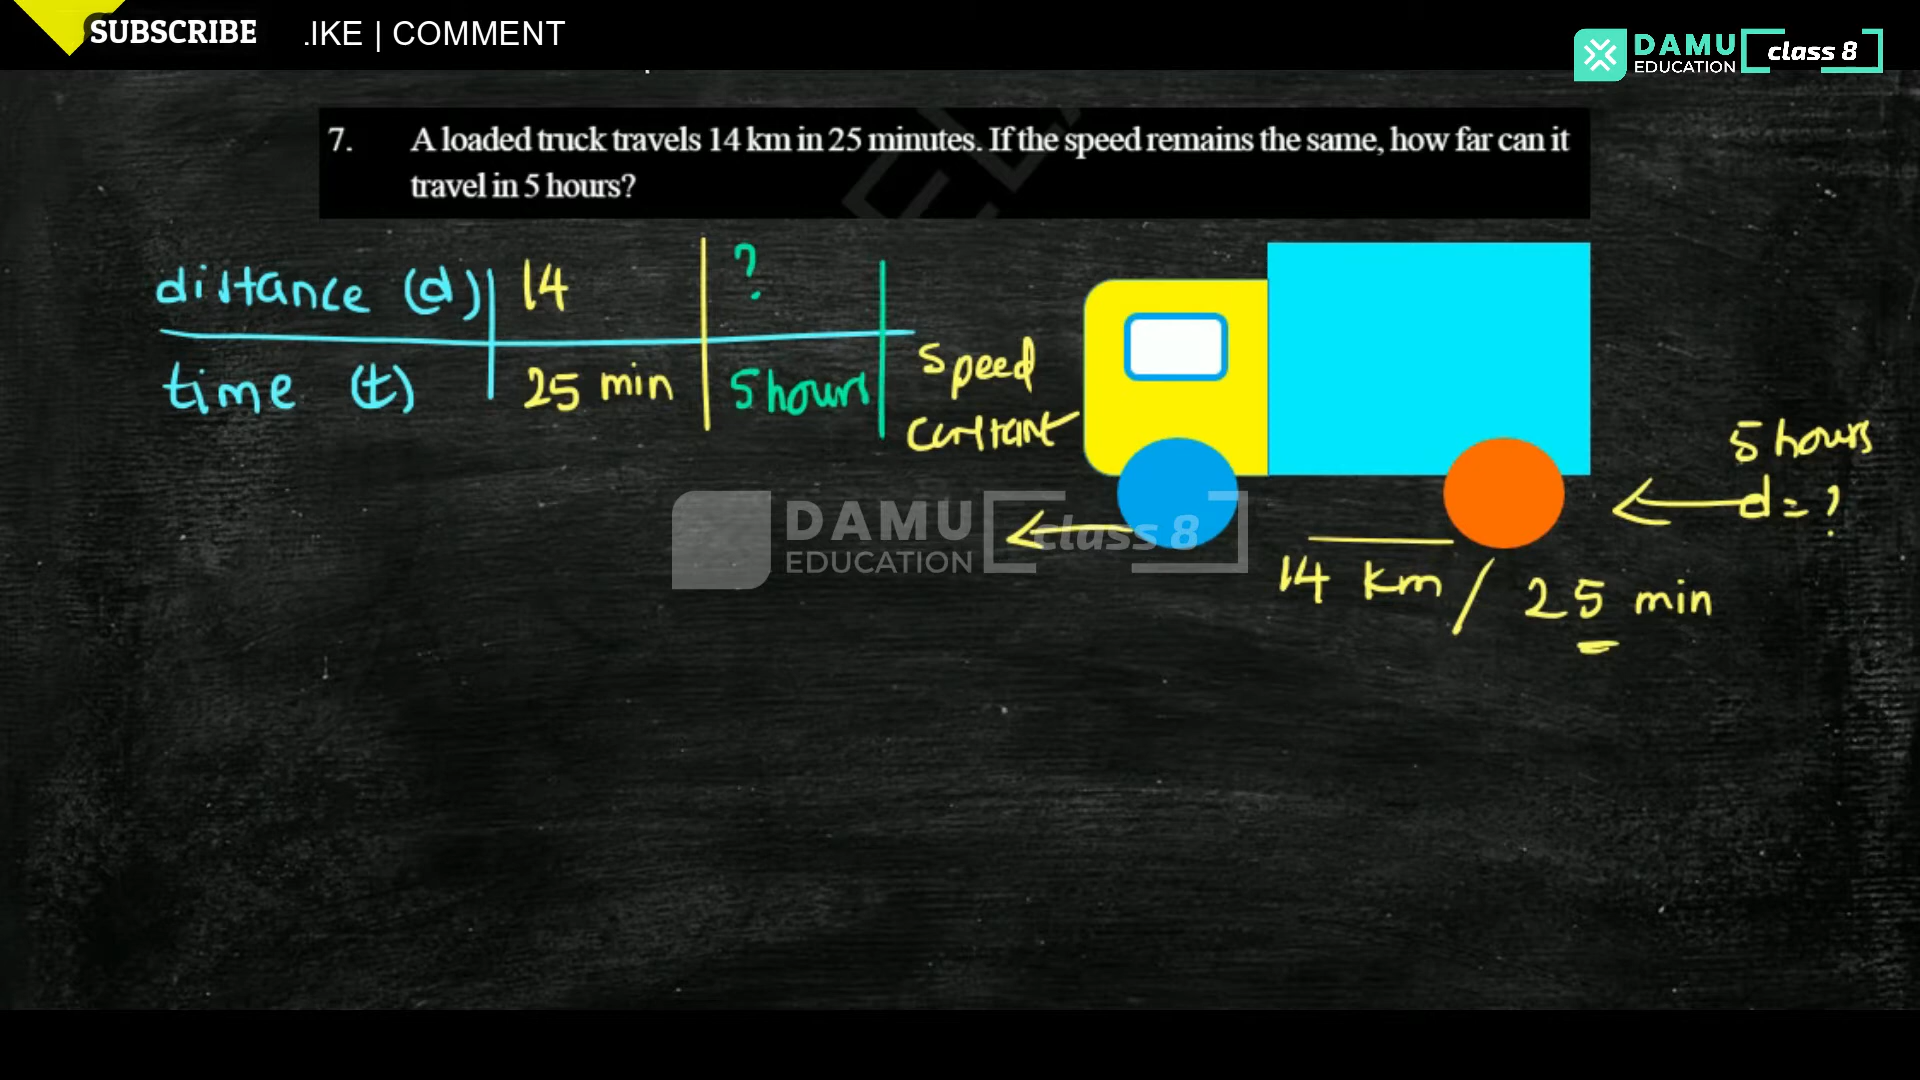 SUBSCRIBE .IKE | COMMENT
DAMU
EDUCATION
class 8
7. A loaded truck travels 14 km in 25 minutes. If the speed remains the same, how far can it
travel in 5 hours?
distance (d) 14 ?
time (t) 25 min 5 hours
Speed
constant
5 hours
d = ?
DAMU
EDUCATION
class 8
14 km / 25 min